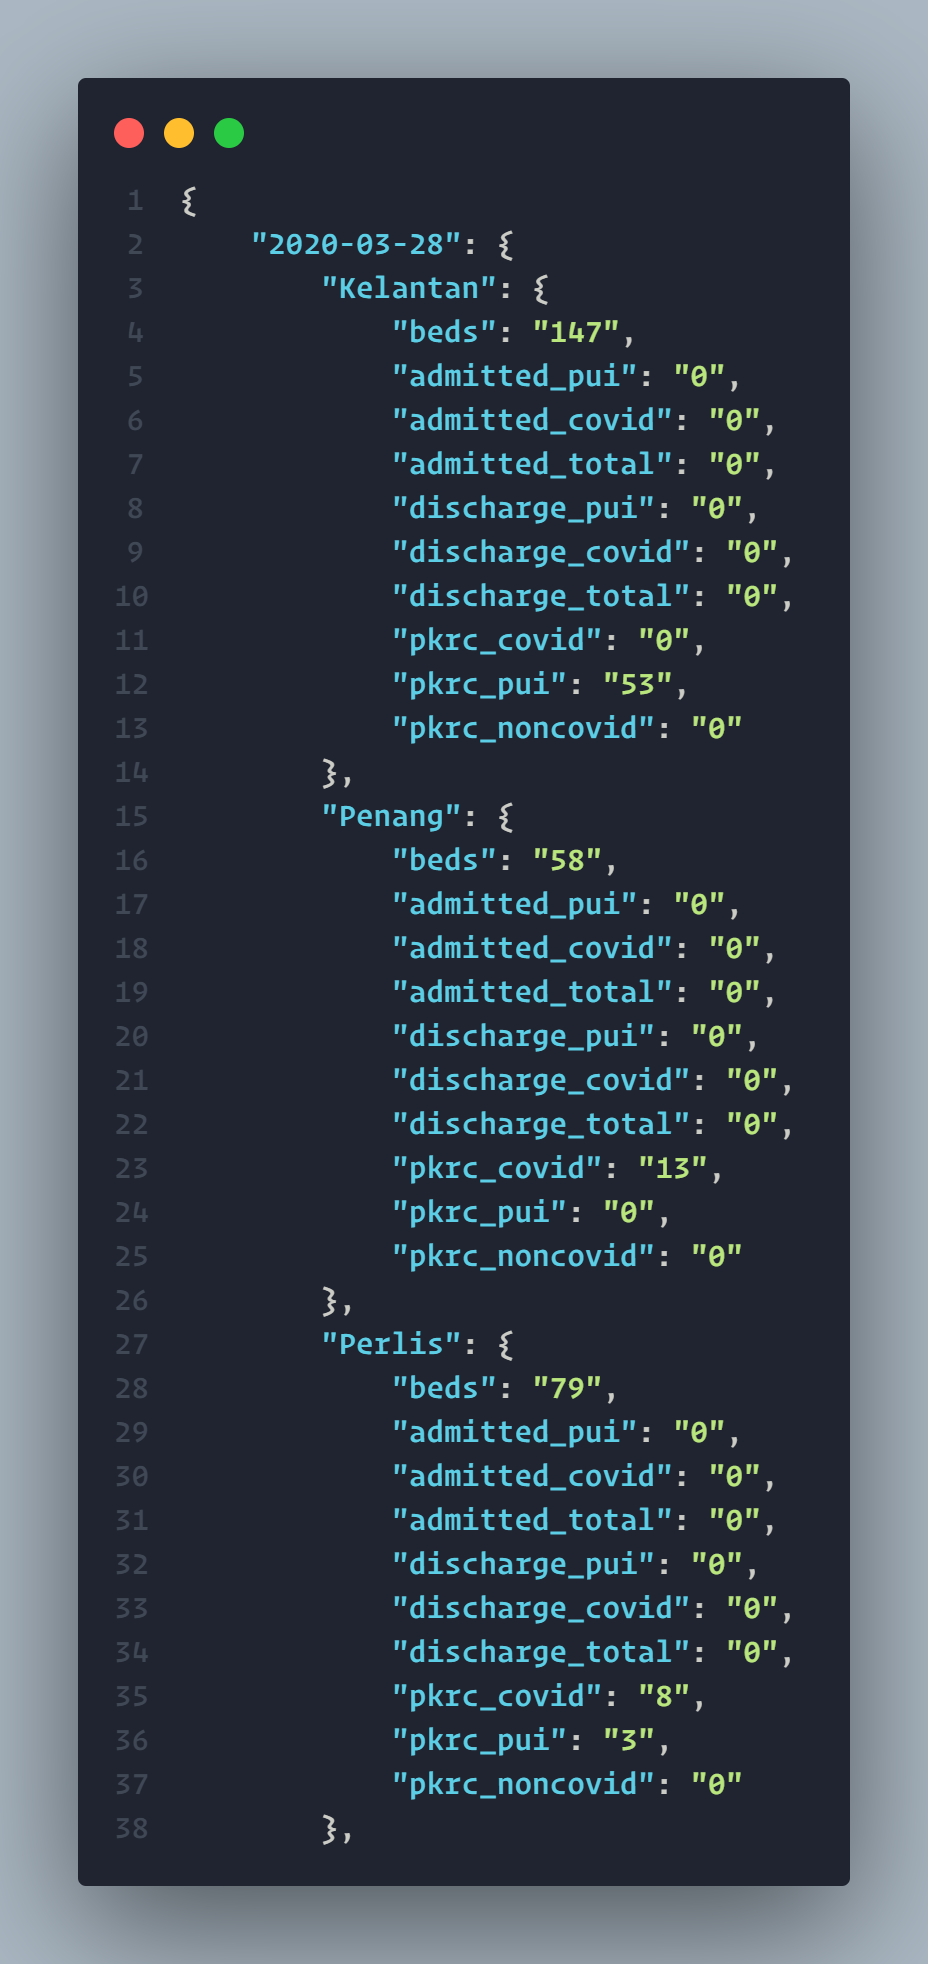 1 {
2 "2020-03-28": {
3 "Kelantan": {
4 "beds": "147",
5 "admitted_pui": "0",
6 "admitted_covid": "0",
7 "admitted_total": "0",
8 "discharge_pui": "0",
9 "discharge_covid": "0",
10 "discharge_total": "0",
11 "pkrc_covid": "0",
12 "pkrc_pui": "53",
13 "pkrc_noncovid": "0"
14 },
15 "Penang": {
16 "beds": "58",
17 "admitted_pui": "0",
18 "admitted_covid": "0",
19 "admitted_total": "0",
20 "discharge_pui": "0",
21 "discharge_covid": "0",
22 "discharge_total": "0",
23 "pkrc_covid": "13",
24 "pkrc_pui": "0",
25 "pkrc_noncovid": "0"
26 },
27 "Perlis": {
28 "beds": "79",
29 "admitted_pui": "0",
30 "admitted_covid": "0",
31 "admitted_total": "0",
32 "discharge_pui": "0",
33 "discharge_covid": "0",
34 "discharge_total": "0",
35 "pkrc_covid": "8",
36 "pkrc_pui": "3",
37 "pkrc_noncovid": "0"
38 },